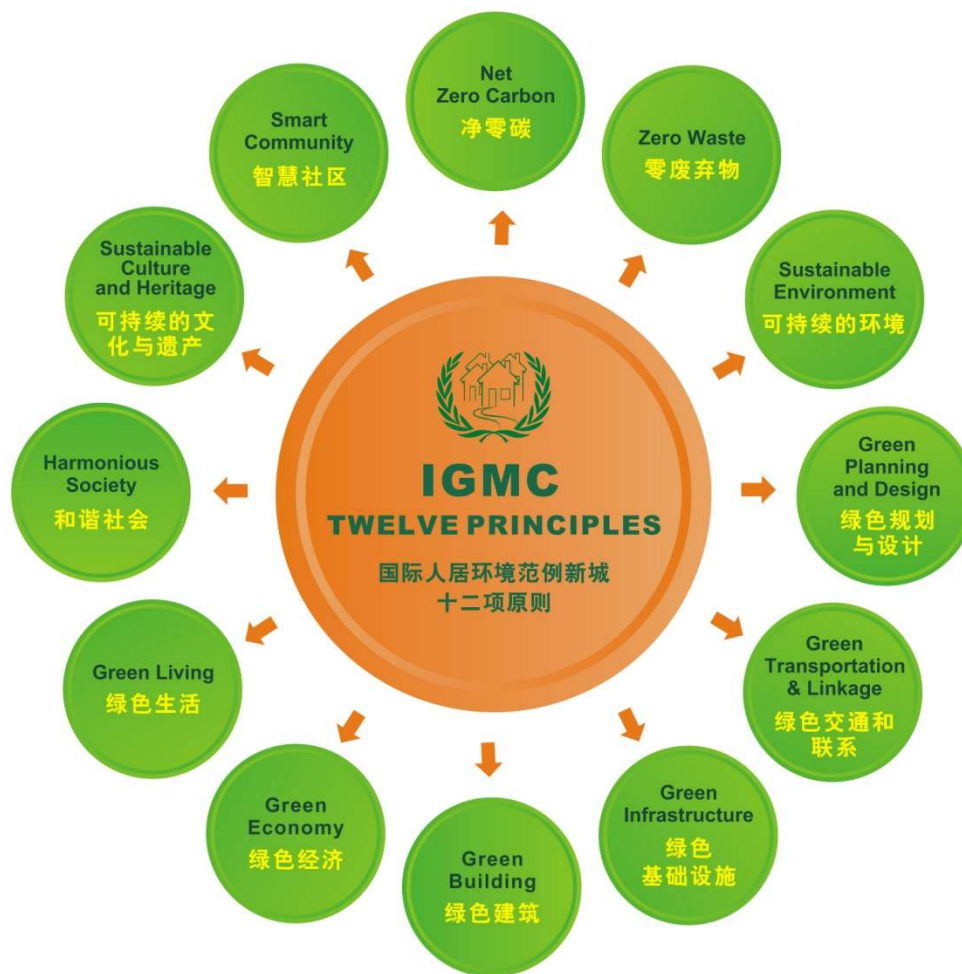 Net
Zero Carbon
净零碳
Zero Waste
零废弃物
Sustainable
Environment
可持续的环境
Green
Planning
and Design
绿色规划
与设计
Green
Transportation
& Linkage
绿色交通和
联系
Green
Infrastructure
绿色
基础设施
Green
Building
绿色建筑
Green
Economy
绿色经济
Green Living
绿色生活
Harmonious
Society
和谐社会
Sustainable
Culture
and Heritage
可持续的文
化与遗产
Smart
Community
智慧社区
IGMC
TWELVE PRINCIPLES
国际人居环境范例新城
十二项原则